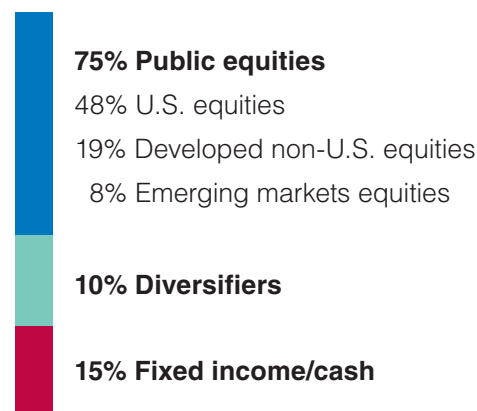 75% Public equities
48% U.S. equities
19% Developed non-U.S. equities
8% Emerging markets equities
10% Diversifiers
15% Fixed income/cash